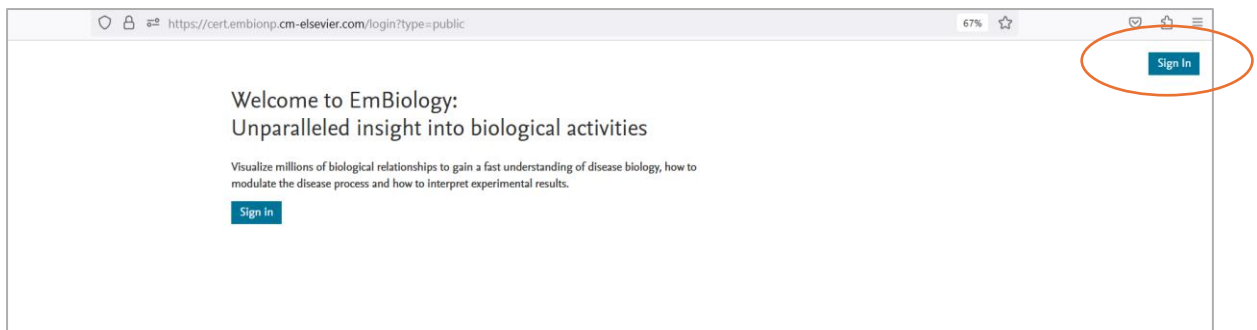 https://cert.embionp.cm-elsevier.com/login?type=public
67%
Sign In
Welcome to EmBiology:
Unparalleled insight into biological activities
Visualize millions of biological relationships to gain a fast understanding of disease biology, how to
modulate the disease process and how to interpret experimental results.
Sign in